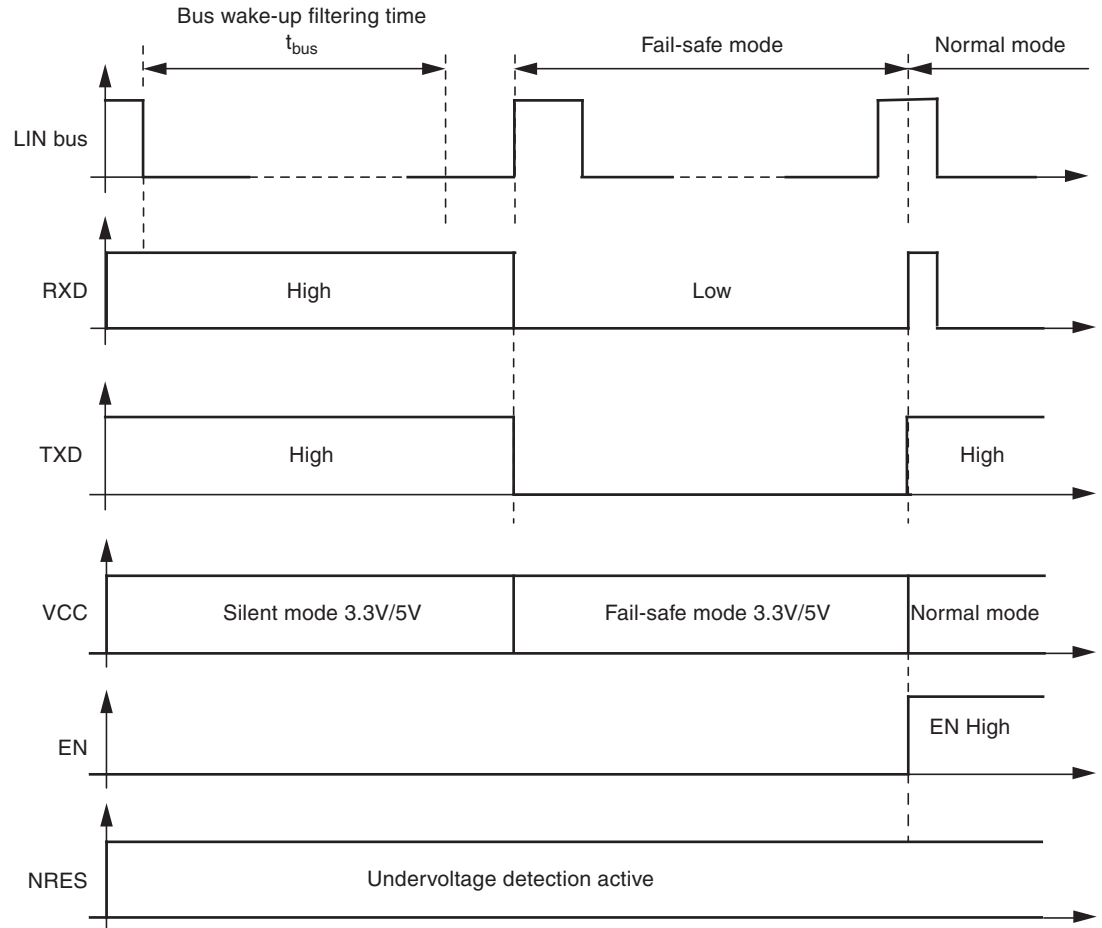 Bus wake-up filtering time
tbus
Fail-safe mode
Normal mode
LIN bus
RXD
High
Low
TXD
High
High
VCC
Silent mode 3.3V/5V
Fail-safe mode 3.3V/5V
Normal mode
EN
EN High
NRES
Undervoltage detection active